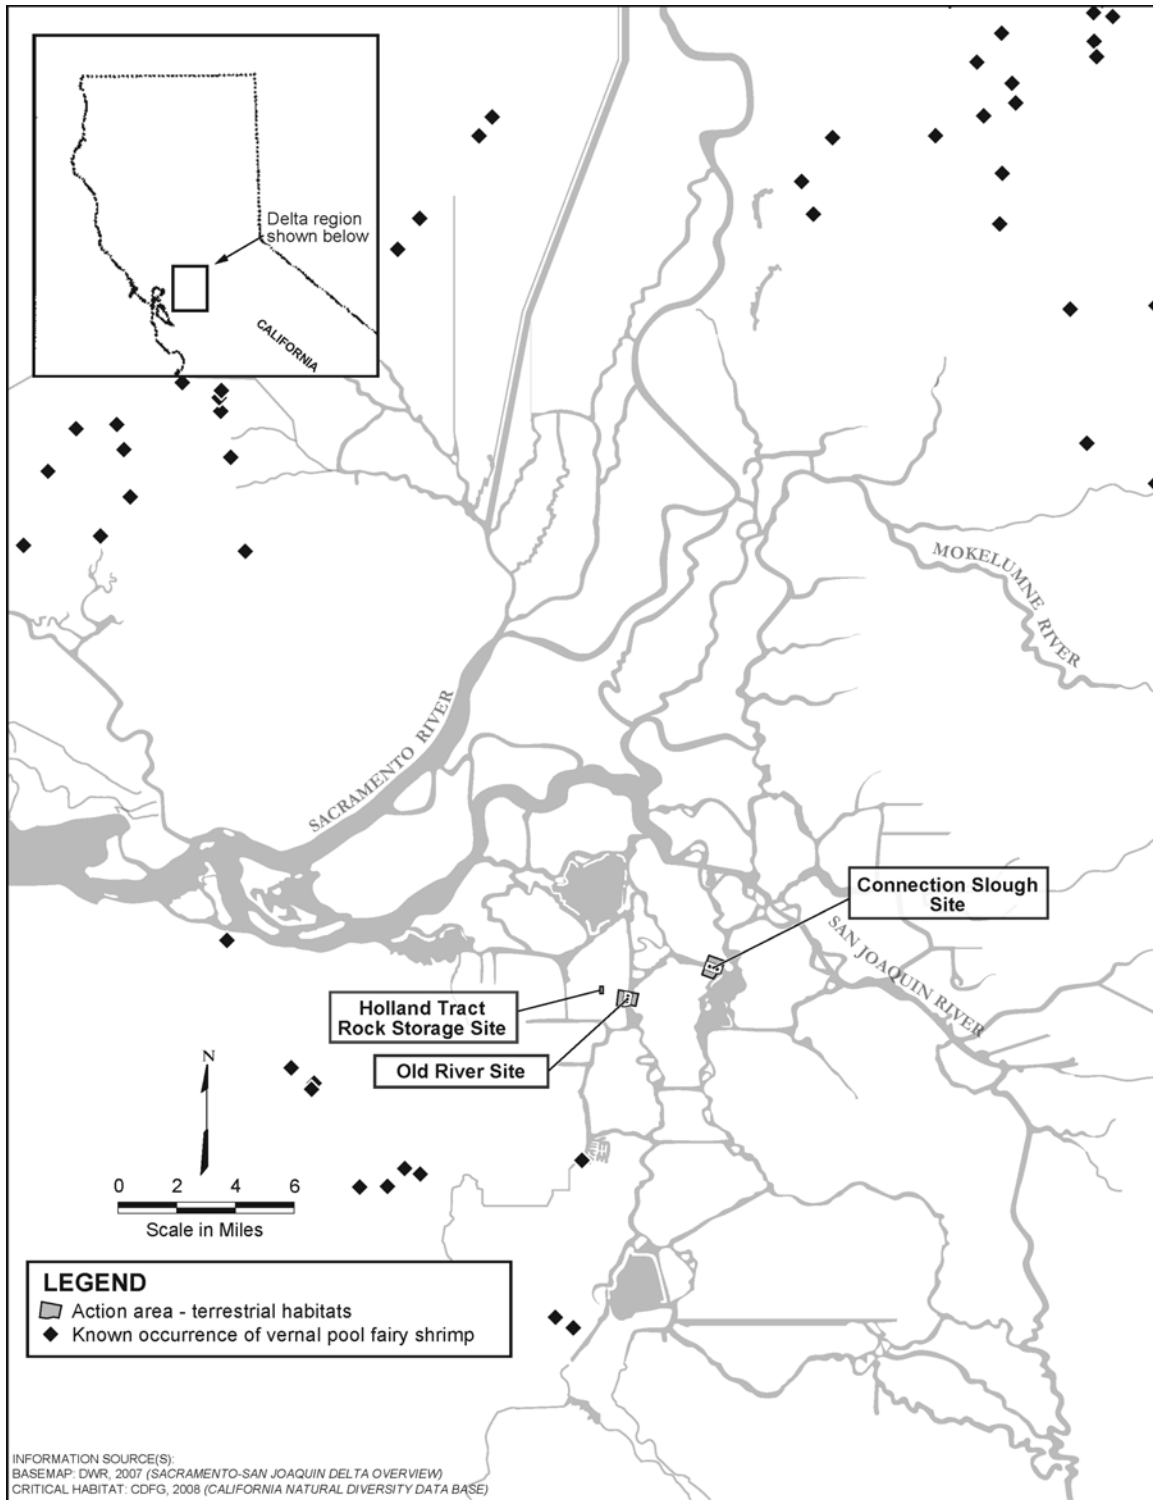 Delta region
shown below
CALIFORNIA
MOKELUMNE RIVER
SACRAMENTO RIVER
Connection Slough
Site
SAN JOAQUIN RIVER
Holland Tract
Rock Storage Site
Old River Site
N
0 2 4 6
Scale in Miles
LEGEND
Action area - terrestrial habitats
Known occurrence of vernal pool fairy shrimp
INFORMATION SOURCE(S):
BASEMAP: DWR, 2007 (SACRAMENTO-SAN JOAQUIN DELTA OVERVIEW)
CRITICAL HABITAT: CDFG, 2008 (CALIFORNIA NATURAL DIVERSITY DATA BASE)